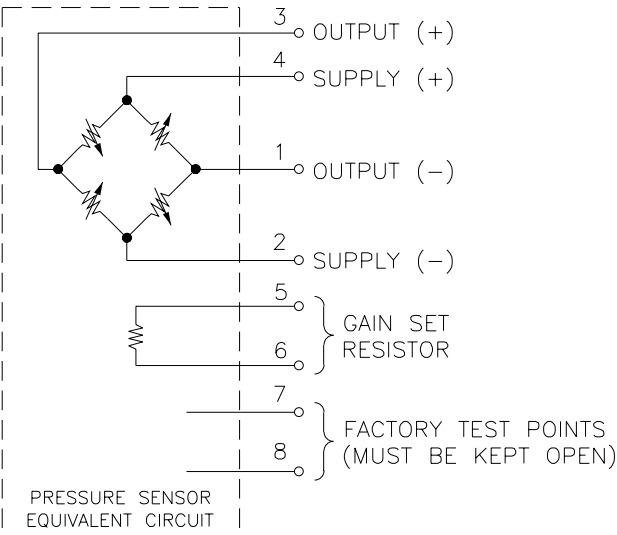 3
OUTPUT (+)
4
SUPPLY (+)
1
OUTPUT (−)
2
SUPPLY (−)
5
GAIN SET
RESISTOR
6
7
FACTORY TEST POINTS
(MUST BE KEPT OPEN)
8
PRESSURE SENSOR
EQUIVALENT CIRCUIT